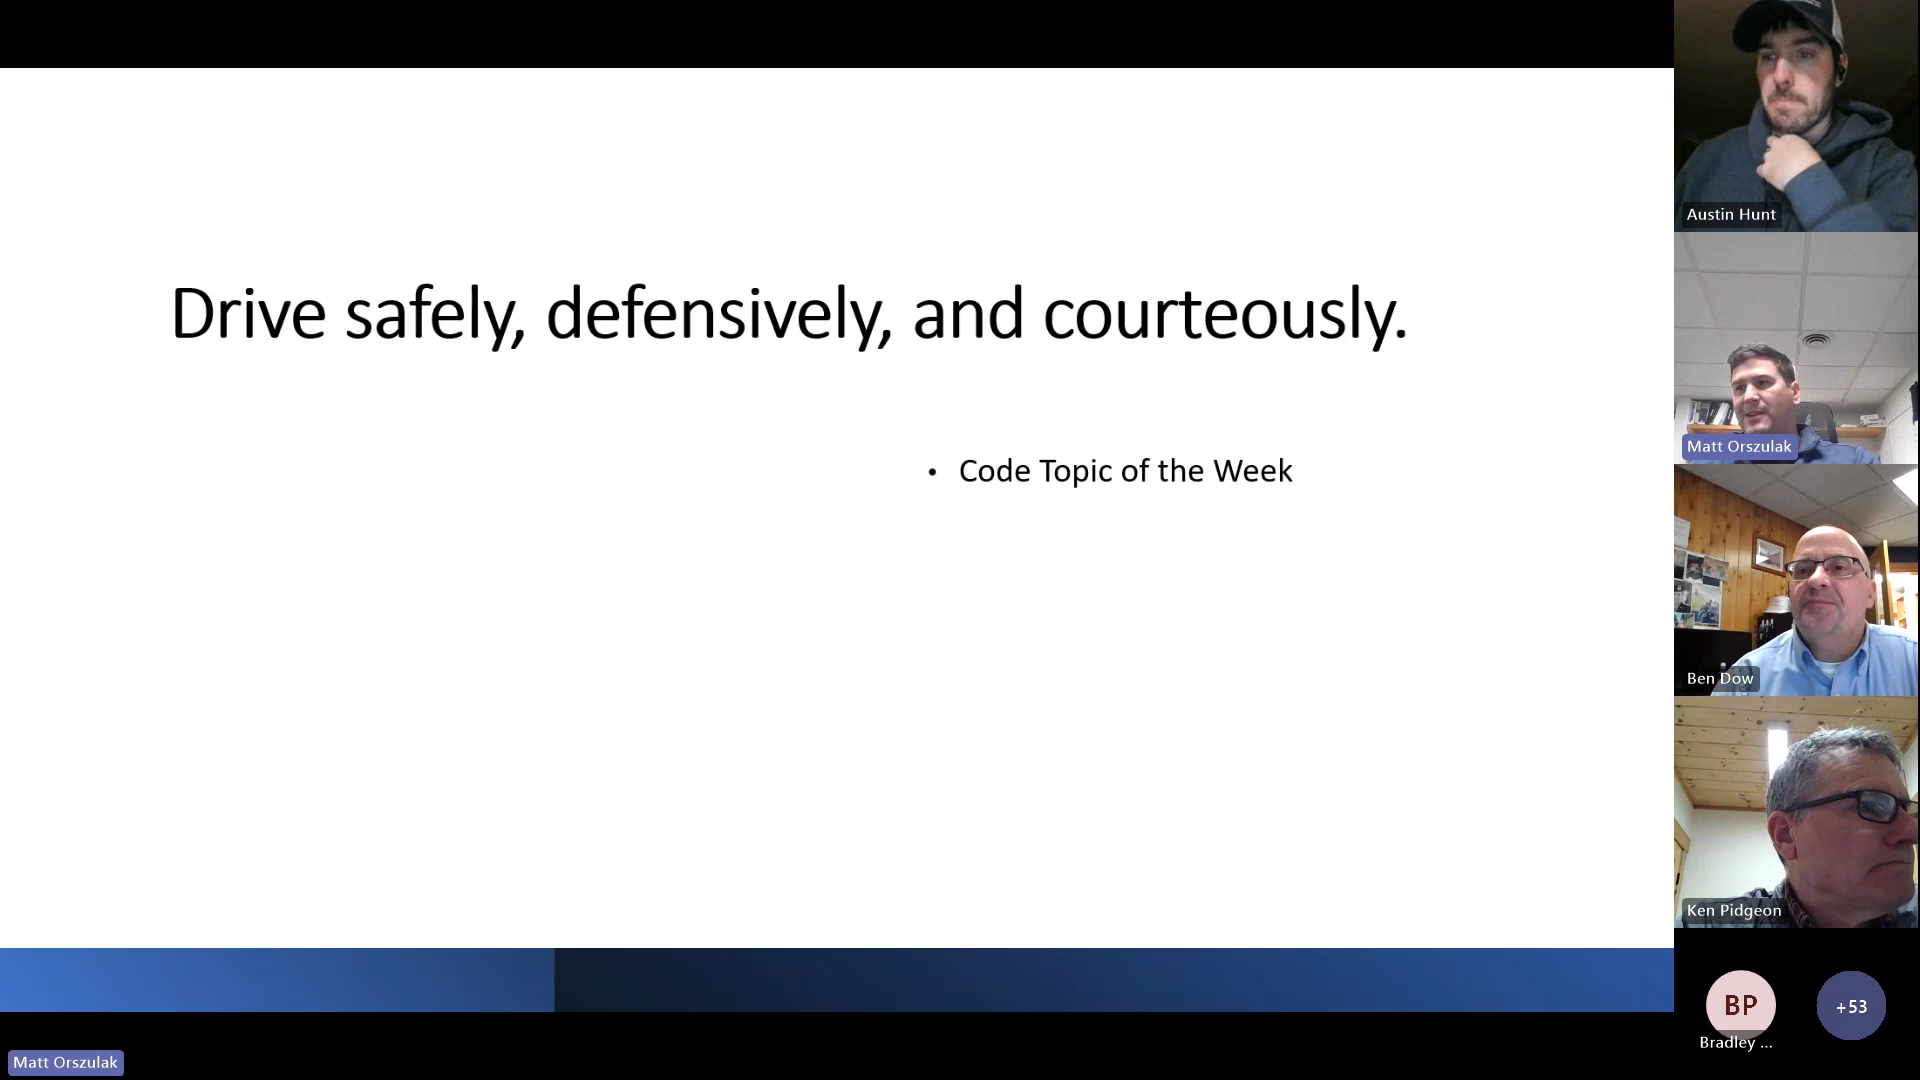 Drive safely, defensively, and courteously.
• Code Topic of the Week
Austin Hunt
Matt Orszulak
Ben Dow
Ken Pidgeon
BP
+53
Bradley ...
Matt Orszulak